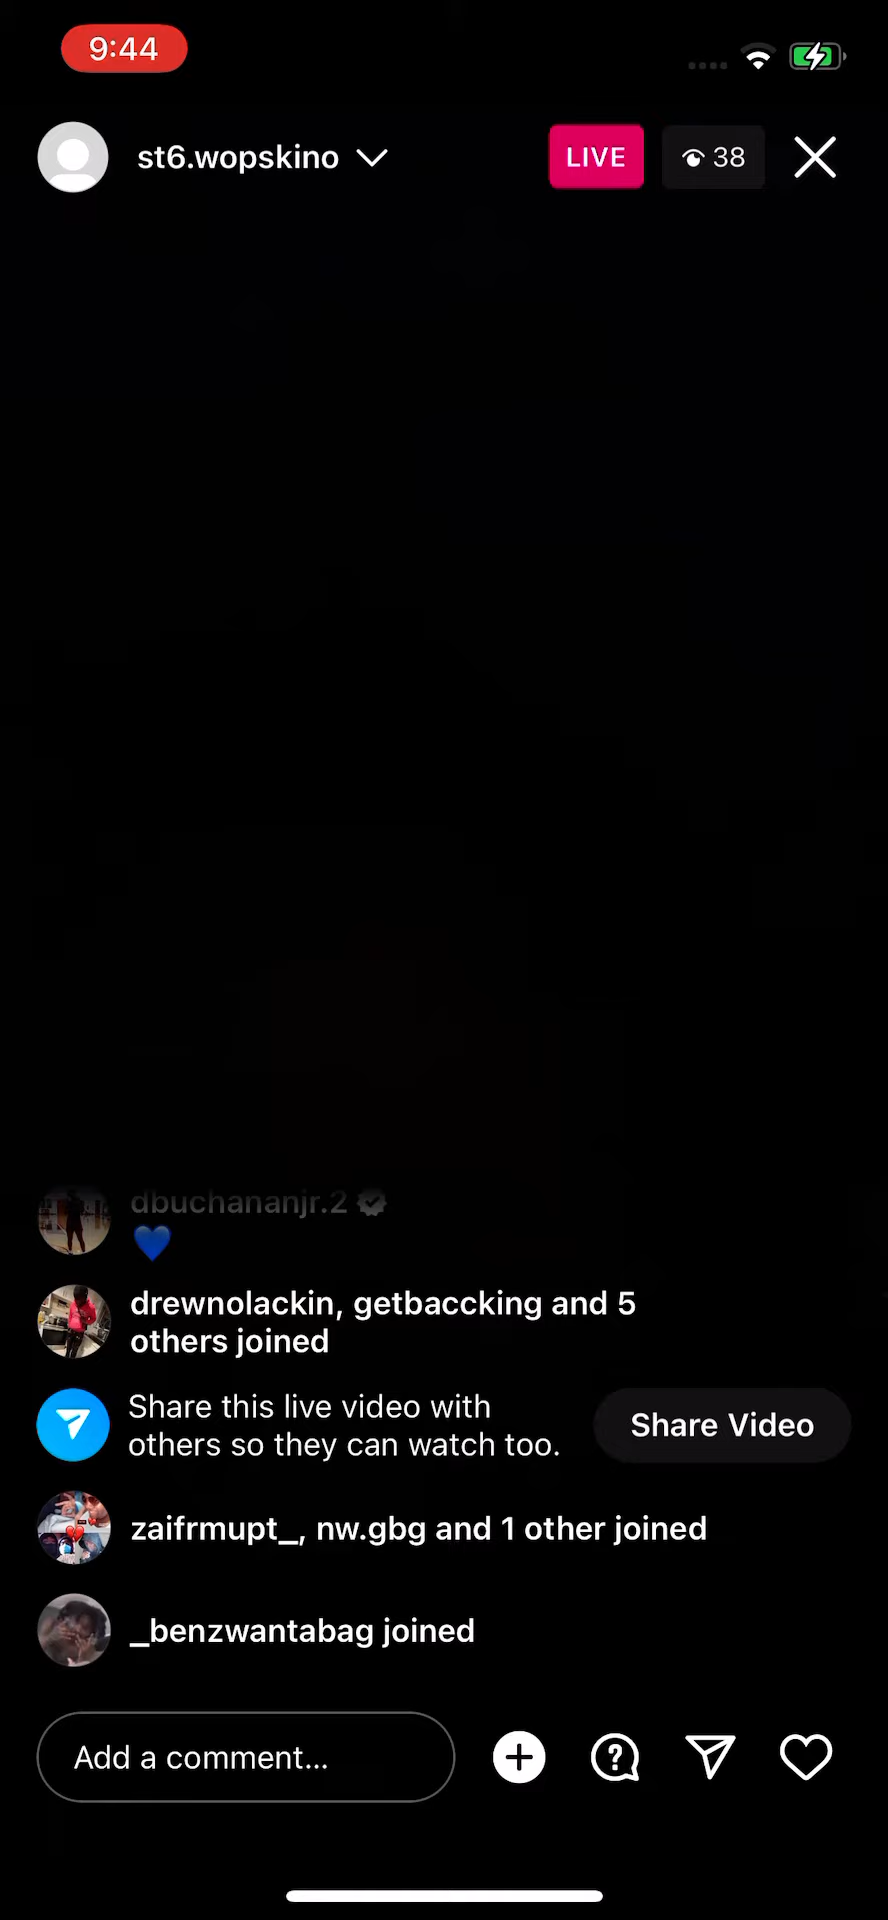 9:44
st6.wopskino
LIVE
38
dbuchananjr.2
💙
drewnolackin, getbaccking and 5
others joined
Share this live video with
others so they can watch too.
Share Video
zaifrmupt_, nw.gbg and 1 other joined
_benzwantabag joined
Add a comment...